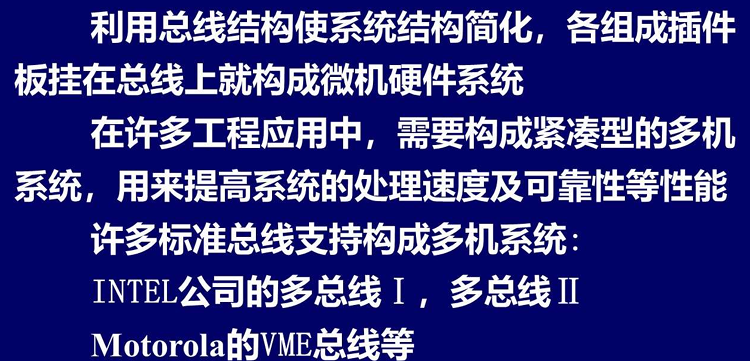 利用总线结构使系统结构简化，各组成插件
板挂在总线上就构成微机硬件系统
在许多工程应用中，需要构成紧凑型的多机
系统，用来提高系统的处理速度及可靠性等性能
许多标准总线支持构成多机系统：
INTEL公司的多总线Ⅰ，多总线Ⅱ
Motorola的VME总线等